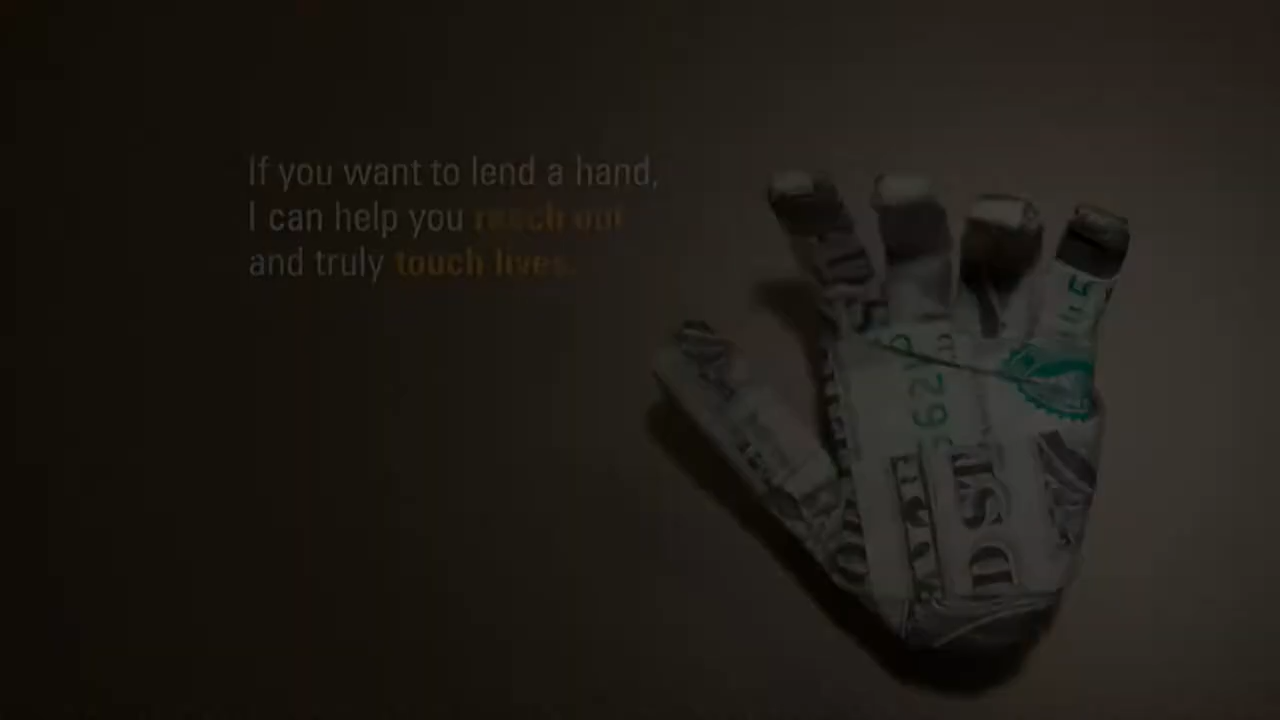 If you want to lend a hand,
I can help you reach out
and truly touch lives.